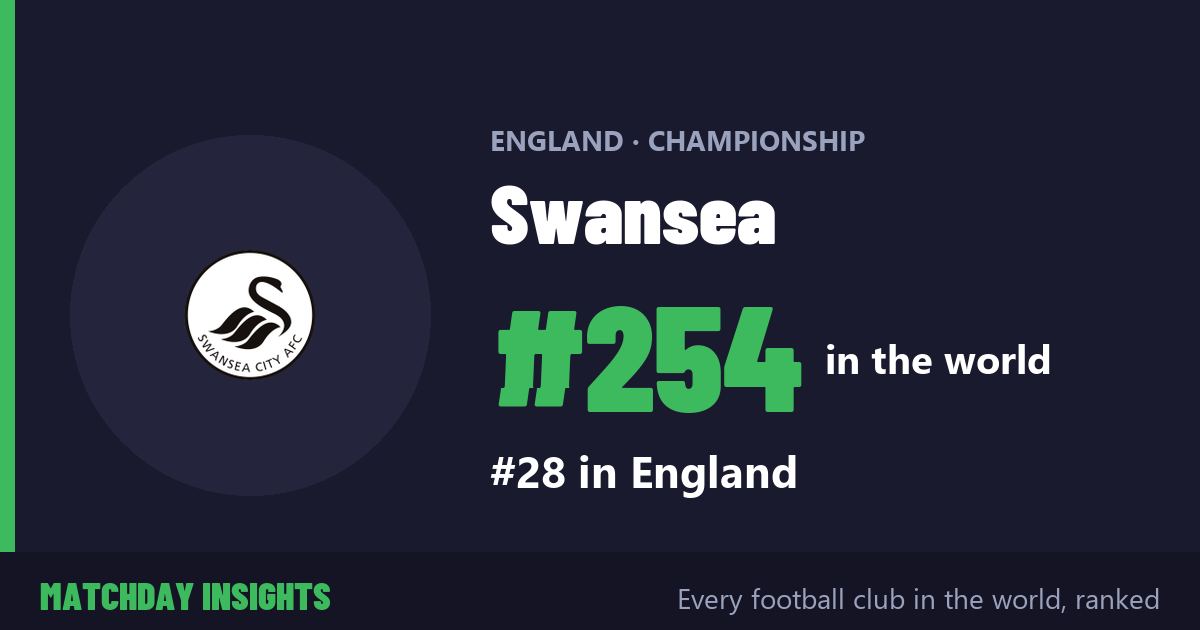 ENGLAND · CHAMPIONSHIP
Swansea
SWANSEA CITY AFC
#254 in the world
#28 in England
MATCHDAY INSIGHTS
Every football club in the world, ranked